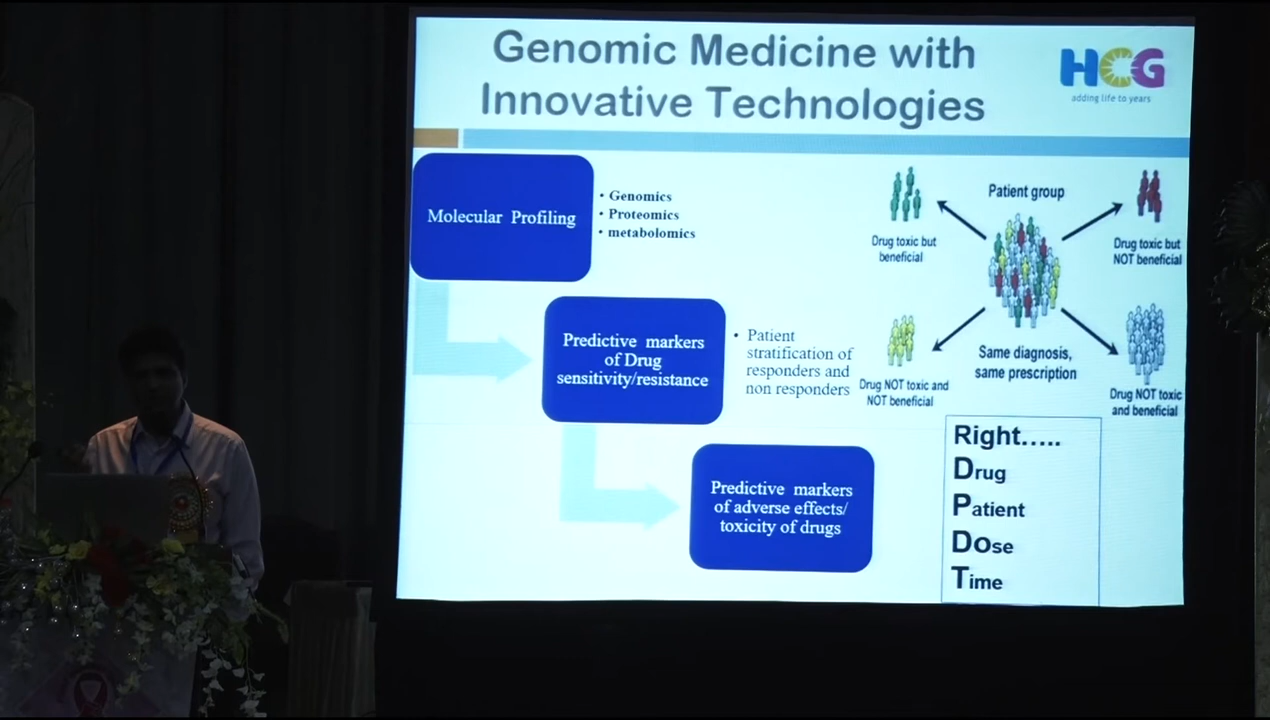 Genomic Medicine with
Innovative Technologies
HCG
adding life to years
Molecular Profiling
• Genomics
• Proteomics
• metabolomics
Predictive markers
of Drug
sensitivity/resistance
• Patient
stratification of
responders and
non responders
Predictive markers
of adverse effects/
toxicity of drugs
Patient group
Drug toxic but
beneficial
Drug toxic but
NOT beneficial
Same diagnosis,
same prescription
Drug NOT toxic and
NOT beneficial
Drug NOT toxic
and beneficial
Right.....
Drug
Patient
DOse
Time